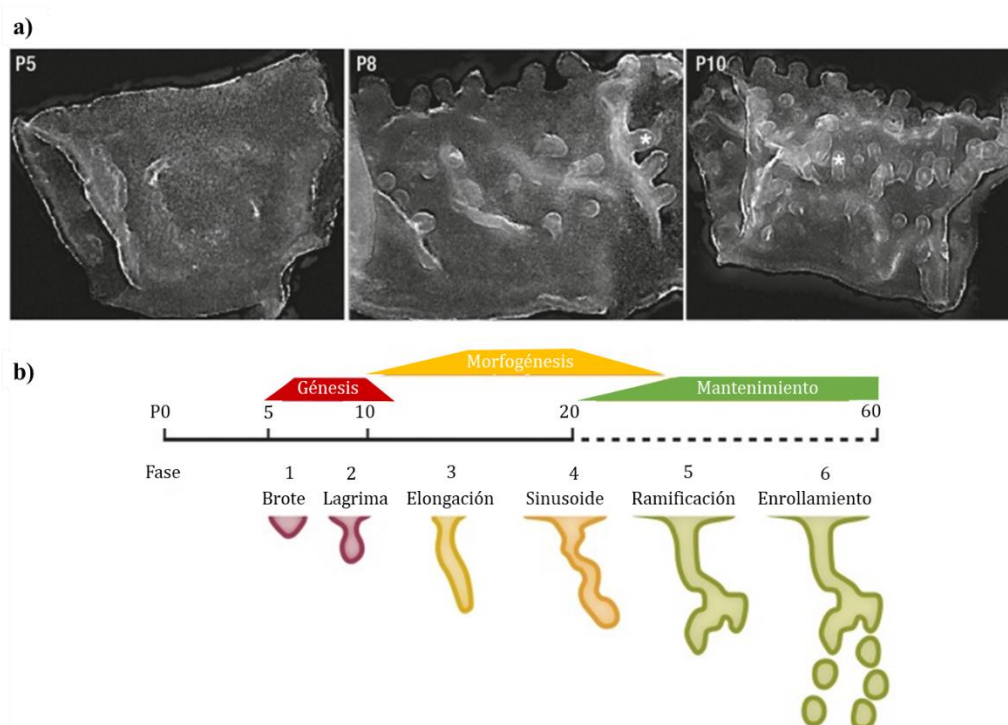 a)
P5
P8
*
P10
*
b)
Morfogénesis
Génesis
Mantenimiento
P0 5 10 20 60
Fase 1 2 3 4 5 6
Brote Lagrima Elongación Sinusoide Ramificación Enrollamiento